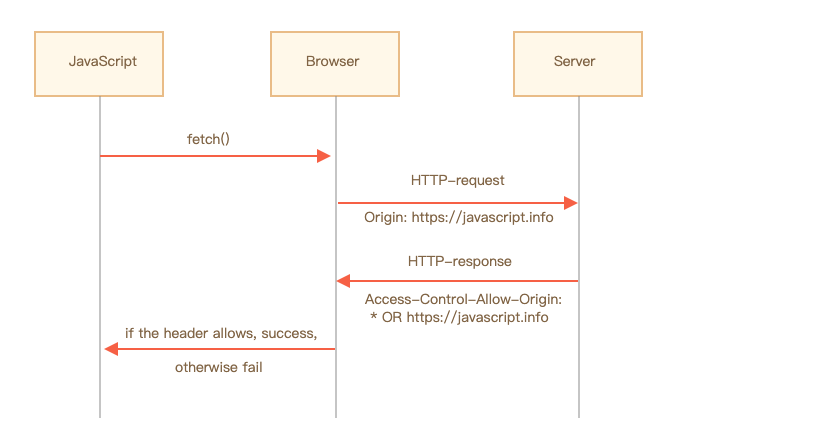 JavaScript
Browser
Server
fetch()
HTTP-request
Origin: https://javascript.info
HTTP-response
Access-Control-Allow-Origin:
* OR https://javascript.info
if the header allows, success,
otherwise fail